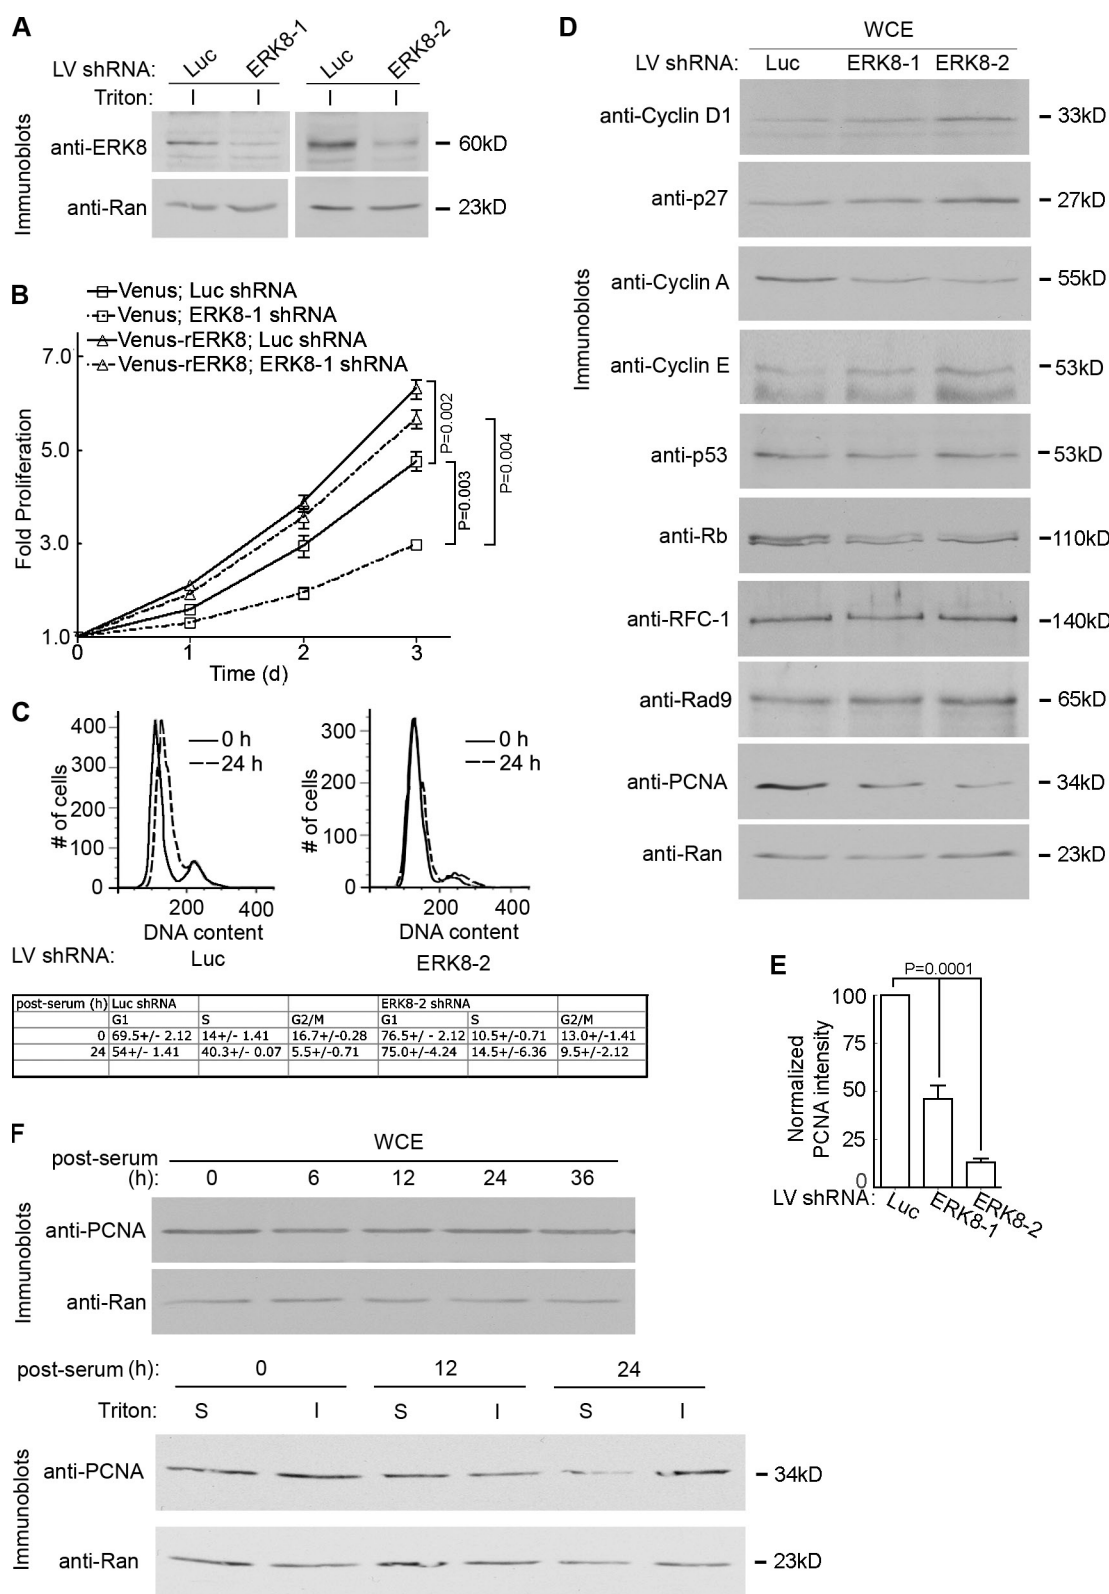 A
LV shRNA: Luc ERK8-1 Luc ERK8-2
Triton: I I I I
Immunoblots
anti-ERK8 60kD
anti-Ran 23kD
B
Venus; Luc shRNA
Venus; ERK8-1 shRNA
Venus-rERK8; Luc shRNA
Venus-rERK8; ERK8-1 shRNA
7.0
5.0
3.0
1.0
Fold Proliferation
0 1 2 3
Time (d)
P=0.002
P=0.003
P=0.004
C
400
300
200
100
0
# of cells
0 h
24 h
200 400
DNA content
300
200
100
0
# of cells
0 h
24 h
200 400
DNA content
LV shRNA: Luc ERK8-2
post-serum (h) Luc shRNA ERK8-2 shRNA
G1 S G2/M G1 S G2/M
0 69.5+/- 2.12 14+/- 1.41 16.7+/-0.28 76.5+/- 2.12 10.5+/-0.71 13.0+/-1.41
24 54+/- 1.41 40.3+/- 0.07 5.5+/-0.71 75.0+/-4.24 14.5+/-6.36 9.5+/-2.12
D
WCE
LV shRNA: Luc ERK8-1 ERK8-2
Immunoblots
anti-Cyclin D1 33kD
anti-p27 27kD
anti-Cyclin A 55kD
anti-Cyclin E 53kD
anti-p53 53kD
anti-Rb 110kD
anti-RFC-1 140kD
anti-Rad9 65kD
anti-PCNA 34kD
anti-Ran 23kD
E
P=0.0001
100
75
50
25
0
Normalized
PCNA intensity
LV shRNA: Luc ERK8-1 ERK8-2
F
WCE
post-serum
(h): 0 6 12 24 36
Immunoblots
anti-PCNA
anti-Ran
post-serum (h): 0 12 24
Triton: S I S I S I
Immunoblots
anti-PCNA 34kD
anti-Ran 23kD